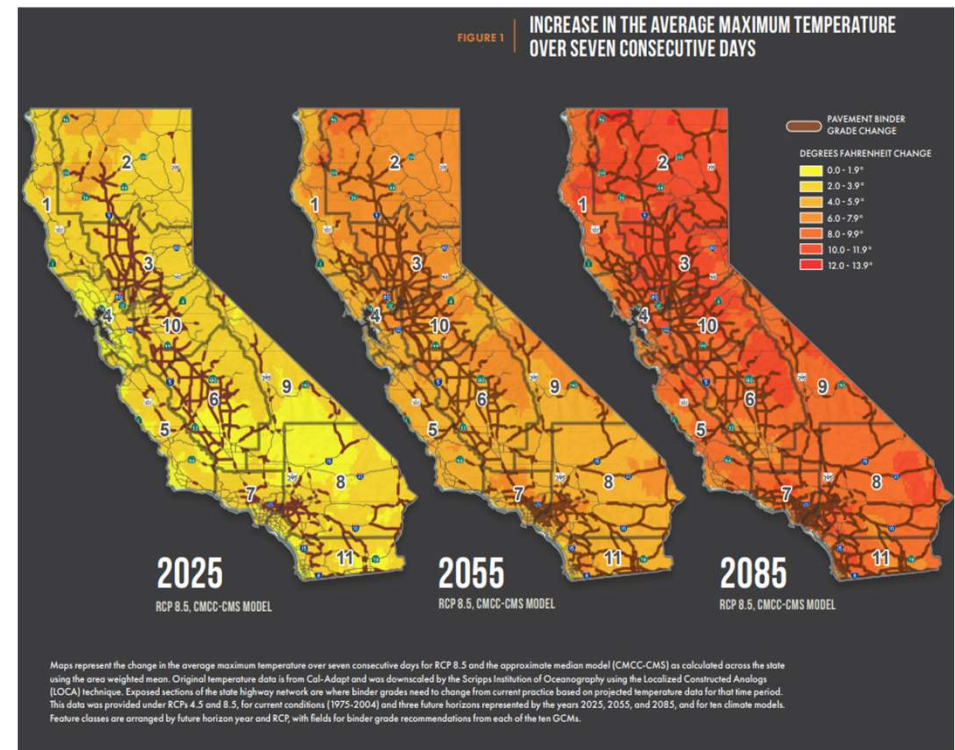 FIGURE 1
INCREASE IN THE AVERAGE MAXIMUM TEMPERATURE
OVER SEVEN CONSECUTIVE DAYS
PAVEMENT BINDER
GRADE CHANGE
DEGREES FAHRENHEIT CHANGE
0.0 - 1.9°
2.0 - 3.9°
4.0 - 5.9°
6.0 - 7.9°
8.0 - 9.9°
10.0 - 11.9°
12.0 - 13.9°
2
1
3
4
10
9
6
5
8
7
11
2
1
3
4
10
9
6
5
8
7
11
2
1
3
4
10
9
6
5
8
7
11
2025
RCP 8.5, CMCC-CMS MODEL
2055
RCP 8.5, CMCC-CMS MODEL
2085
RCP 8.5, CMCC-CMS MODEL
Maps represent the change in the average maximum temperature over seven consecutive days for RCP 8.5 and the approximate median model (CMCC-CMS) as calculated across the state
using the area weighted mean. Original temperature data is from Cal-Adapt and was downscaled by the Scripps Institution of Oceanography using the Localized Constructed Analogs
(LOCA) technique. Exposed sections of the state highway network are where binder grades need to change from current practice based on projected temperature data for that time period.
This data was provided under RCPs 4.5 and 8.5, for current conditions (1975-2004) and three future horizons represented by the years 2025, 2055, and 2085, and for ten climate models.
Feature classes are arranged by future horizon year and RCP, with fields for binder grade recommendations from each of the ten GCMs.